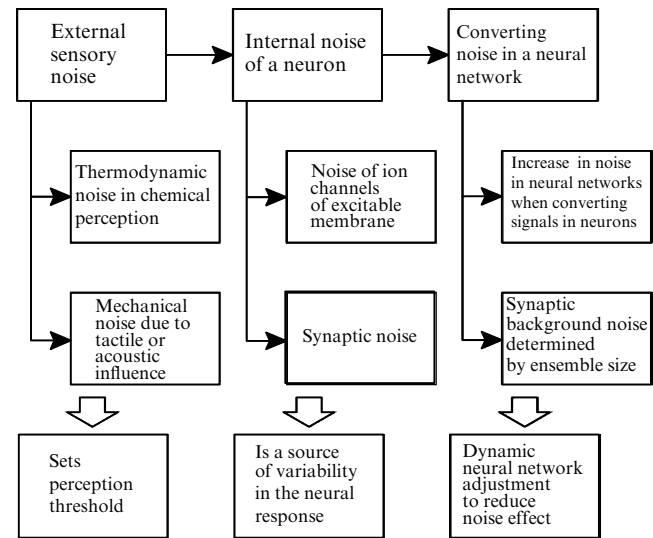 External
sensory
noise
Internal noise
of a neuron
Converting
noise in a neural
network
Thermodynamic
noise in chemical
perception
Noise of ion
channels
of excitable
membrane
Increase in noise
in neural networks
when converting
signals in neurons
Mechanical
noise due to
tactile or
acoustic
influence
Synaptic noise
Synaptic
background noise
determined
by ensemble size
Sets
perception
threshold
Is a source
of variability
in the neural
response
Dynamic
neural network
adjustment
to reduce
noise effect